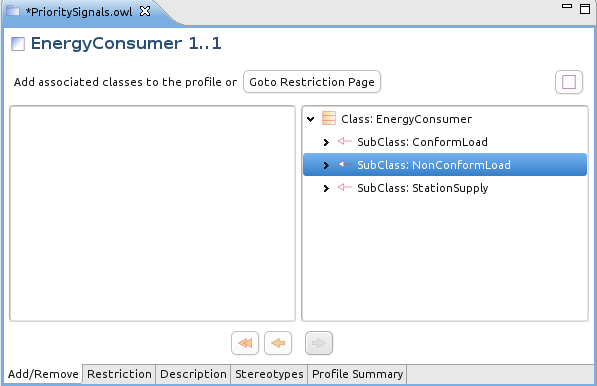 *PrioritySignals.owl
EnergyConsumer 1..1
Add associated classes to the profile or Goto Restriction Page
Class: EnergyConsumer
SubClass: ConformLoad
SubClass: NonConformLoad
SubClass: StationSupply
Add/Remove Restriction Description Stereotypes Profile Summary